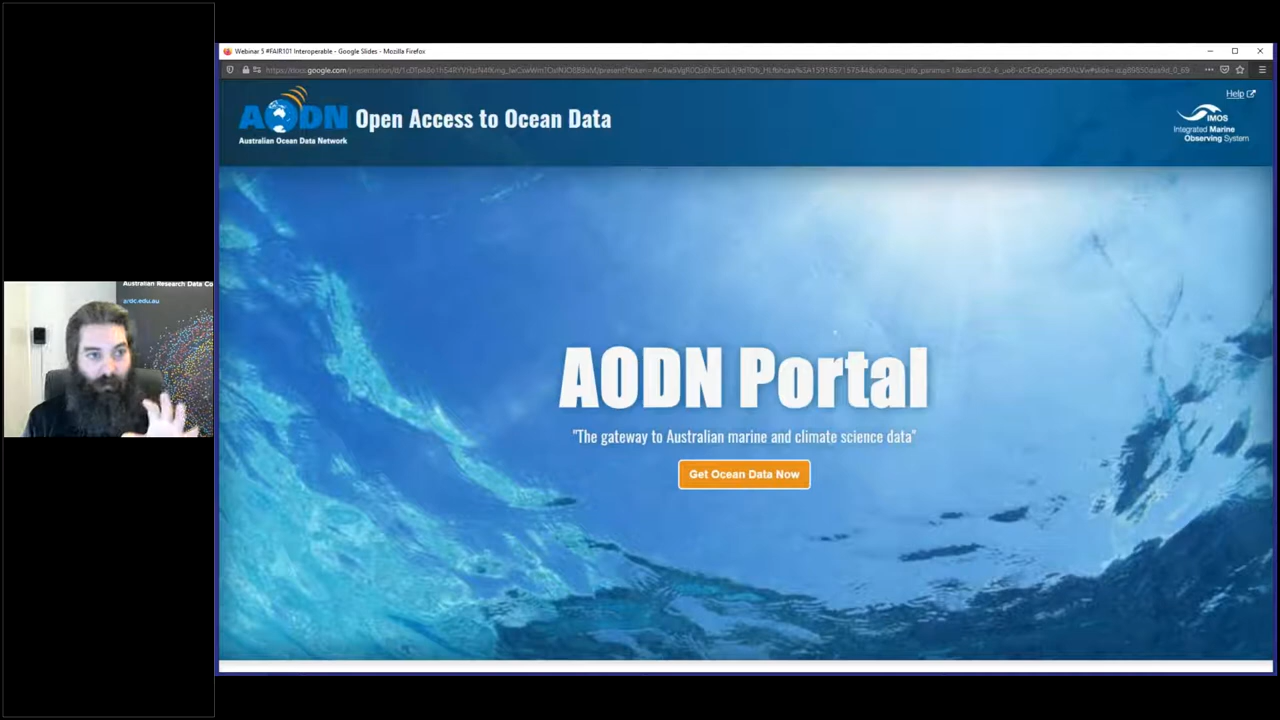 Webinar 5 #FAIR101 Interoperable - Google Slides - Mozilla Firefox
Help
AODN
Australian Ocean Data Network
Open Access to Ocean Data
IMOS
Integrated Marine
Observing System
Australian Research Data Co
ardc.edu.au
AODN Portal
"The gateway to Australian marine and climate science data"
Get Ocean Data Now